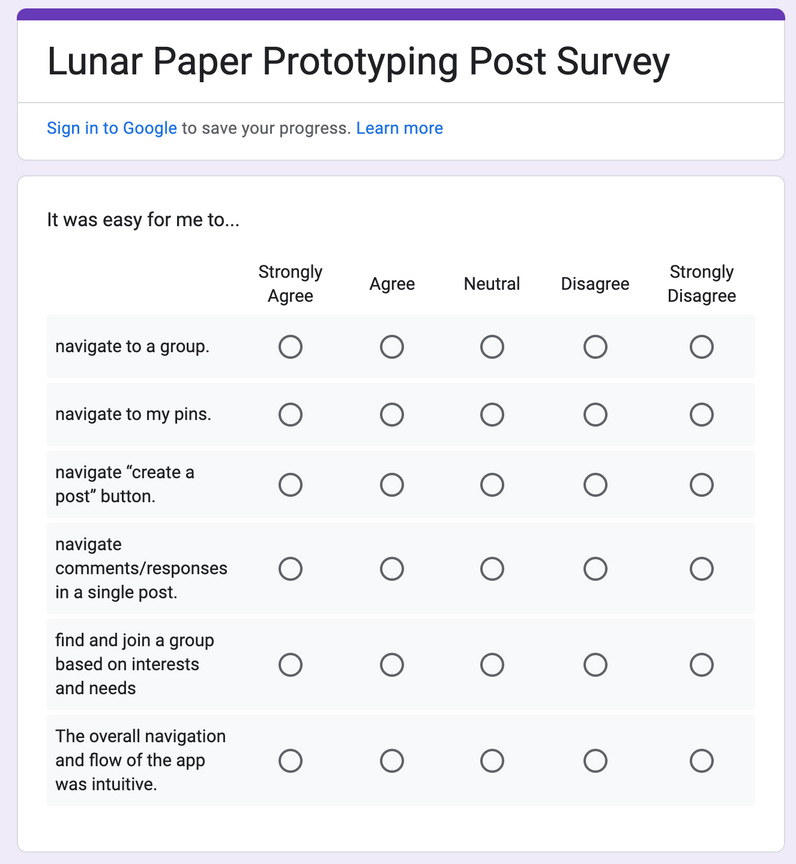 Lunar Paper Prototyping Post Survey
Sign in to Google to save your progress. Learn more
It was easy for me to...
Strongly
Agree
Agree
Neutral
Disagree
Strongly
Disagree
navigate to a group.
navigate to my pins.
navigate “create a
post” button.
navigate
comments/responses
in a single post.
find and join a group
based on interests
and needs
The overall navigation
and flow of the app
was intuitive.